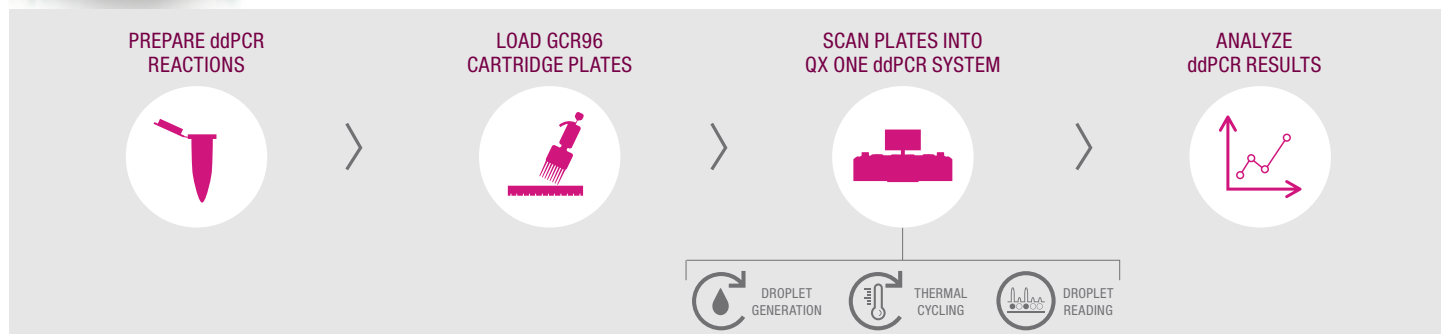 PREPARE ddPCR
REACTIONS
LOAD GCR96
CARTRIDGE PLATES
SCAN PLATES INTO
QX ONE ddPCR SYSTEM
ANALYZE
ddPCR RESULTS
DROPLET
GENERATION
THERMAL
CYCLING
DROPLET
READING